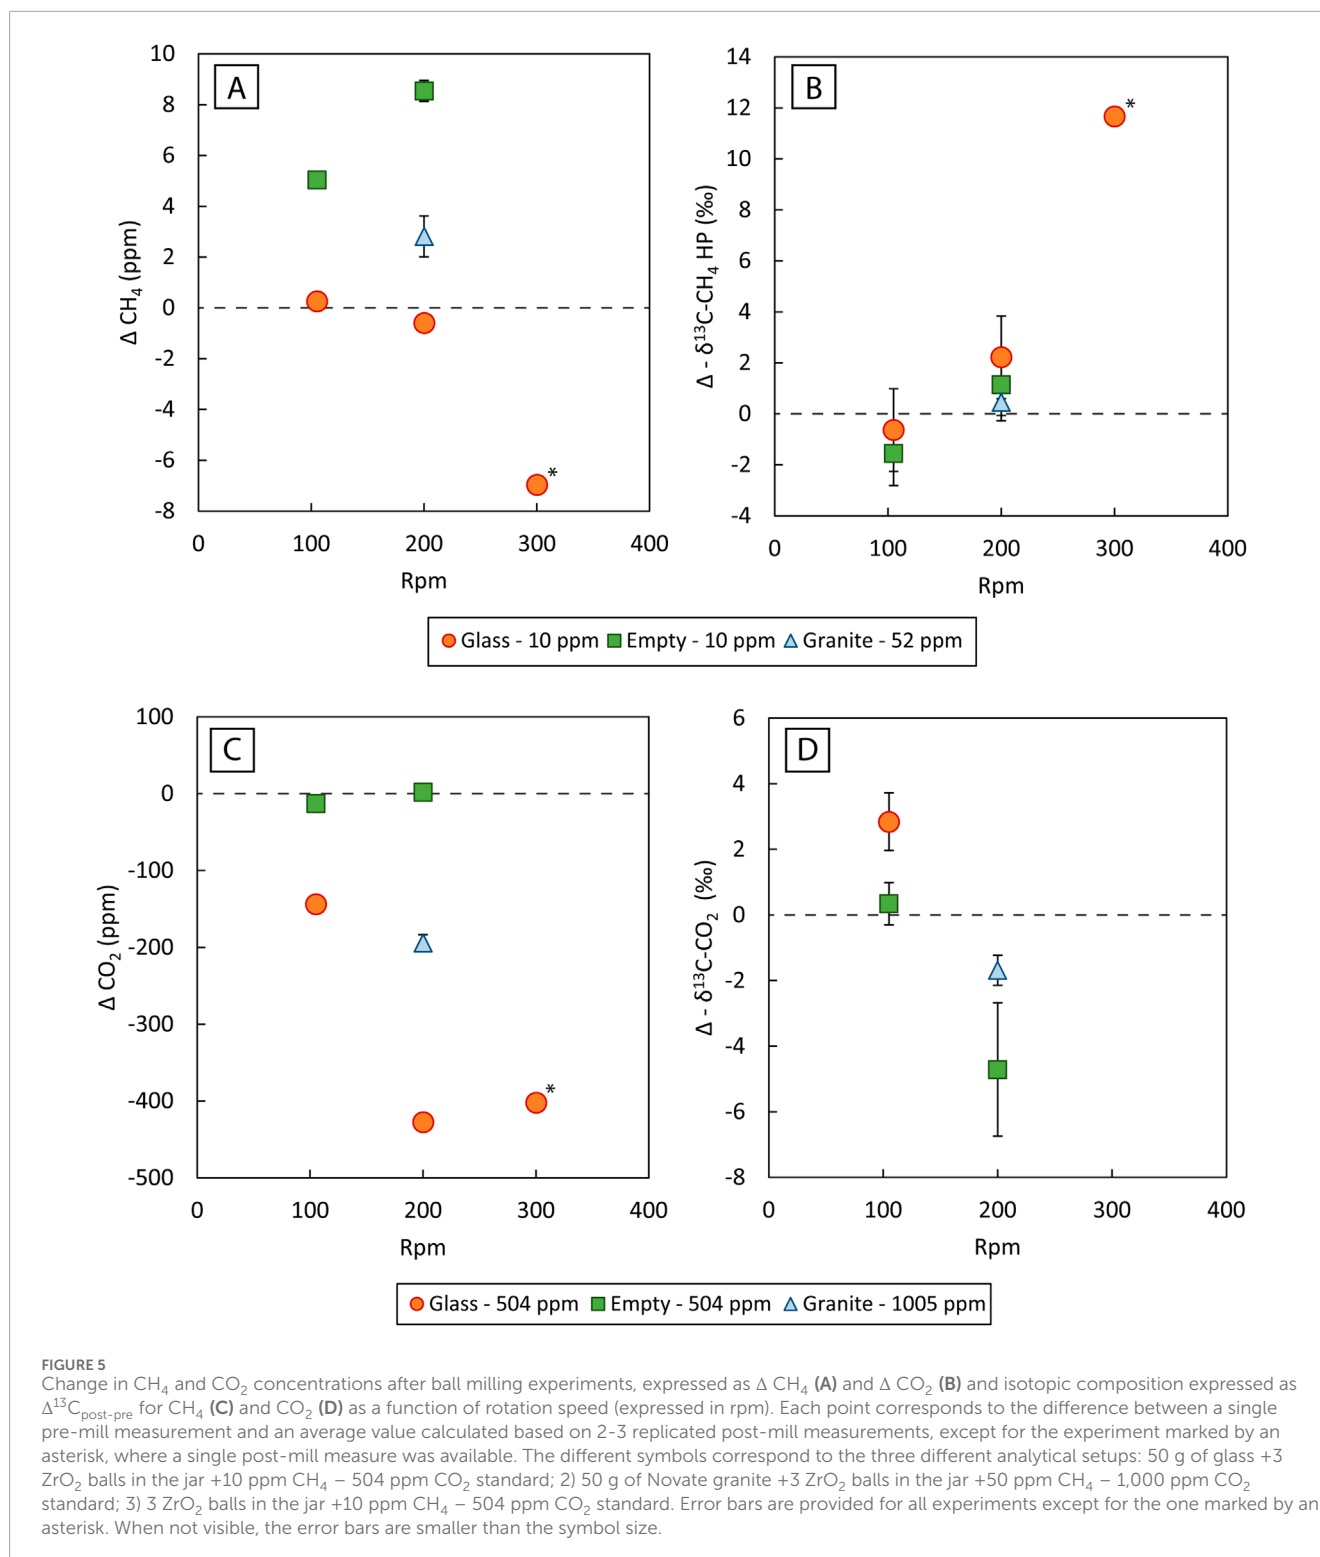 A
10
8
6
4
2
0
-2
-4
-6
-8
Δ CH₄ (ppm)
*
0 100 200 300 400
Rpm
B
14
12
10
8
6
4
2
0
-2
-4
Δ - δ¹³C-CH₄ HP (‰)
*
0 100 200 300 400
Rpm
Glass - 10 ppm Empty - 10 ppm Granite - 52 ppm
C
100
0
-100
-200
-300
-400
-500
Δ CO₂ (ppm)
*
0 100 200 300 400
Rpm
D
6
4
2
0
-2
-4
-6
-8
Δ - δ¹³C-CO₂ (‰)
0 100 200 300 400
Rpm
Glass - 504 ppm Empty - 504 ppm Granite - 1005 ppm
FIGURE 5
Change in CH₄ and CO₂ concentrations after ball milling experiments, expressed as Δ CH₄ (A) and Δ CO₂ (B) and isotopic composition expressed as
Δ¹³Cpost-pre for CH₄ (C) and CO₂ (D) as a function of rotation speed (expressed in rpm). Each point corresponds to the difference between a single
pre-mill measurement and an average value calculated based on 2-3 replicated post-mill measurements, except for the experiment marked by an
asterisk, where a single post-mill measure was available. The different symbols correspond to the three different analytical setups: 50 g of glass +3
ZrO₂ balls in the jar +10 ppm CH₄ – 504 ppm CO₂ standard; 2) 50 g of Novate granite +3 ZrO₂ balls in the jar +50 ppm CH₄ – 1,000 ppm CO₂
standard; 3) 3 ZrO₂ balls in the jar +10 ppm CH₄ – 504 ppm CO₂ standard. Error bars are provided for all experiments except for the one marked by an
asterisk. When not visible, the error bars are smaller than the symbol size.